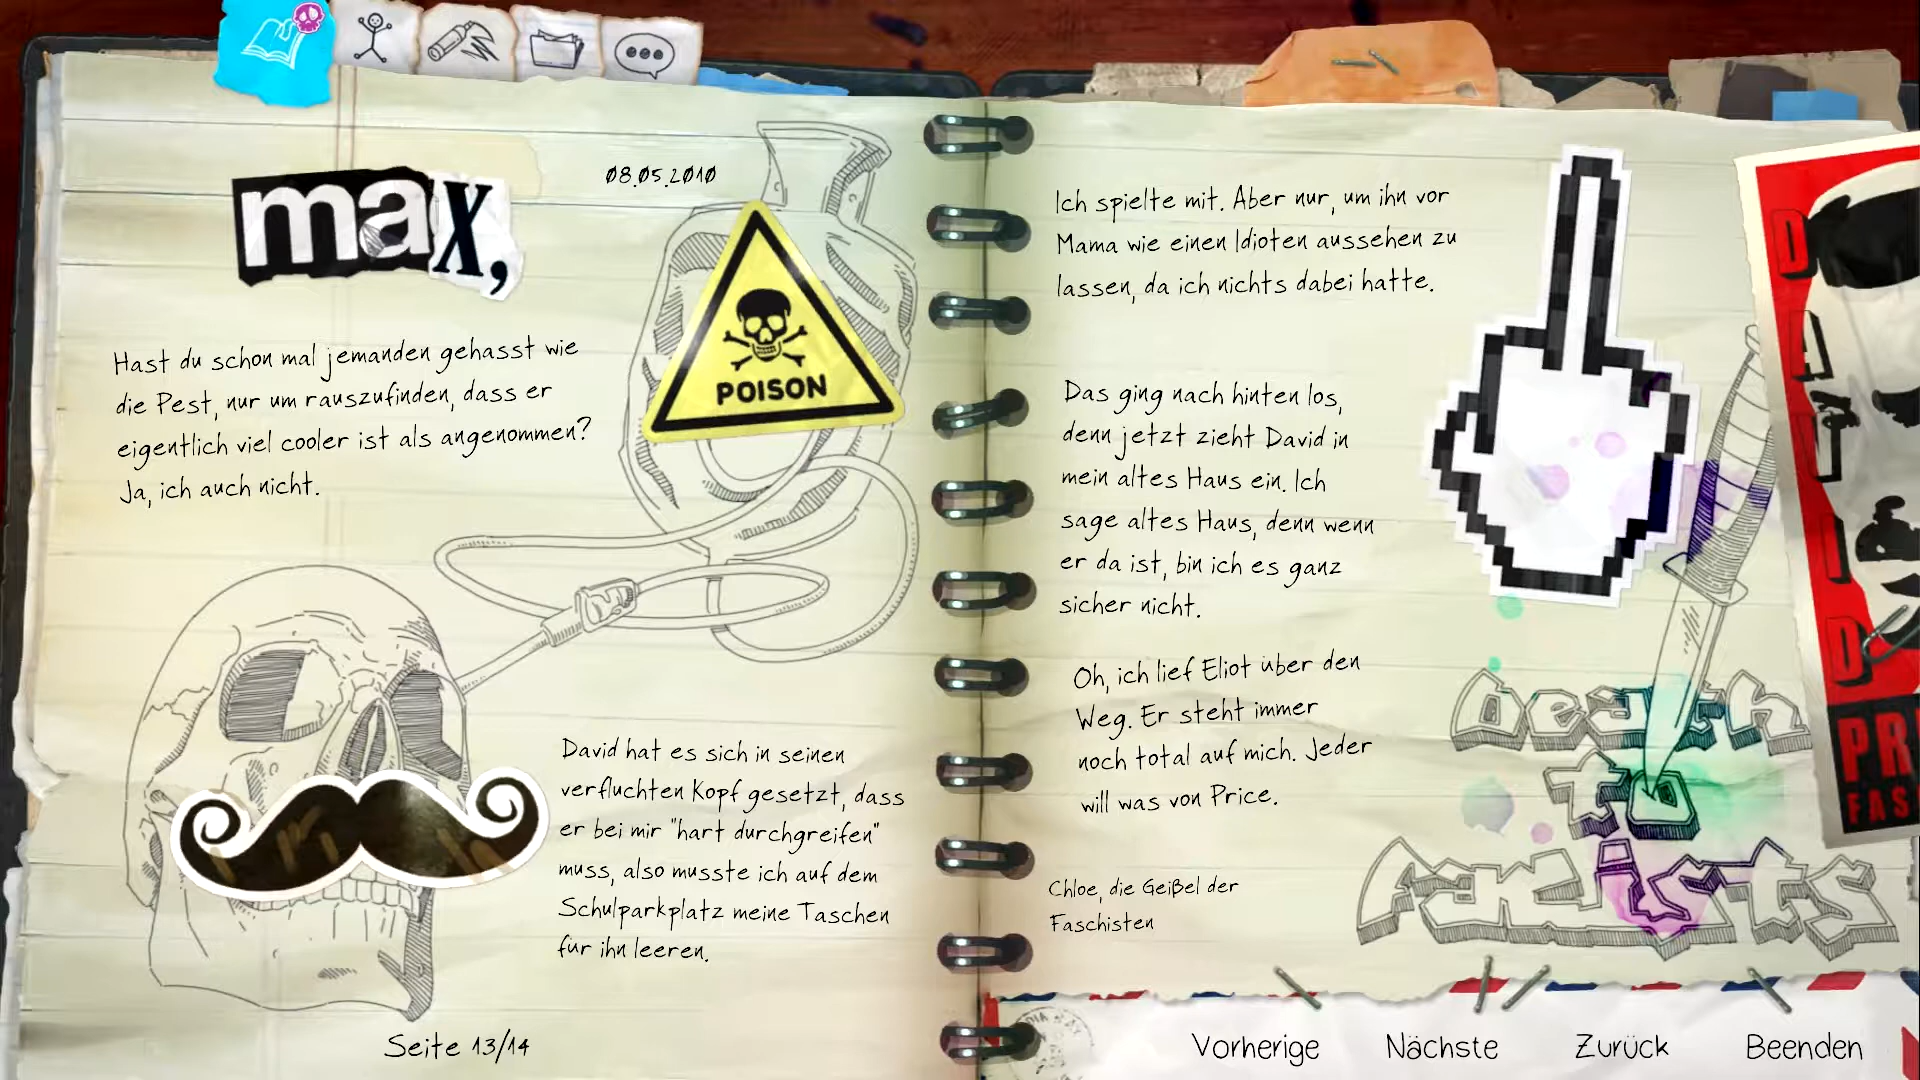 max,
08.05.2010
Hast du schon mal jemanden gehasst wie
die Pest, nur um rauszufinden, dass er
eigentlich viel cooler ist als angenommen?
Ja, ich auch nicht.
POISON
David hat es sich in seinen
verfluchten Kopf gesetzt, dass
er bei mir "hart durchgreifen"
muss, also musste ich auf dem
Schulparkplatz meine Taschen
für ihn leeren.
Seite 13/14
Ich spielte mit. Aber nur, um ihn vor
Mama wie einen Idioten aussehen zu
lassen, da ich nichts dabei hatte.
Das ging nach hinten los,
denn jetzt zieht David in
mein altes Haus ein. Ich
sage altes Haus, denn wenn
er da ist, bin ich es ganz
sicher nicht.
Oh, ich lief Eliot über den
Weg. Er steht immer
noch total auf mich. Jeder
will was von Price.
Chloe, die Geißel der
Faschisten
DAVID
PR
FAS
Death
to
Fascists
Vorherige
Nächste
Zurück
Beenden